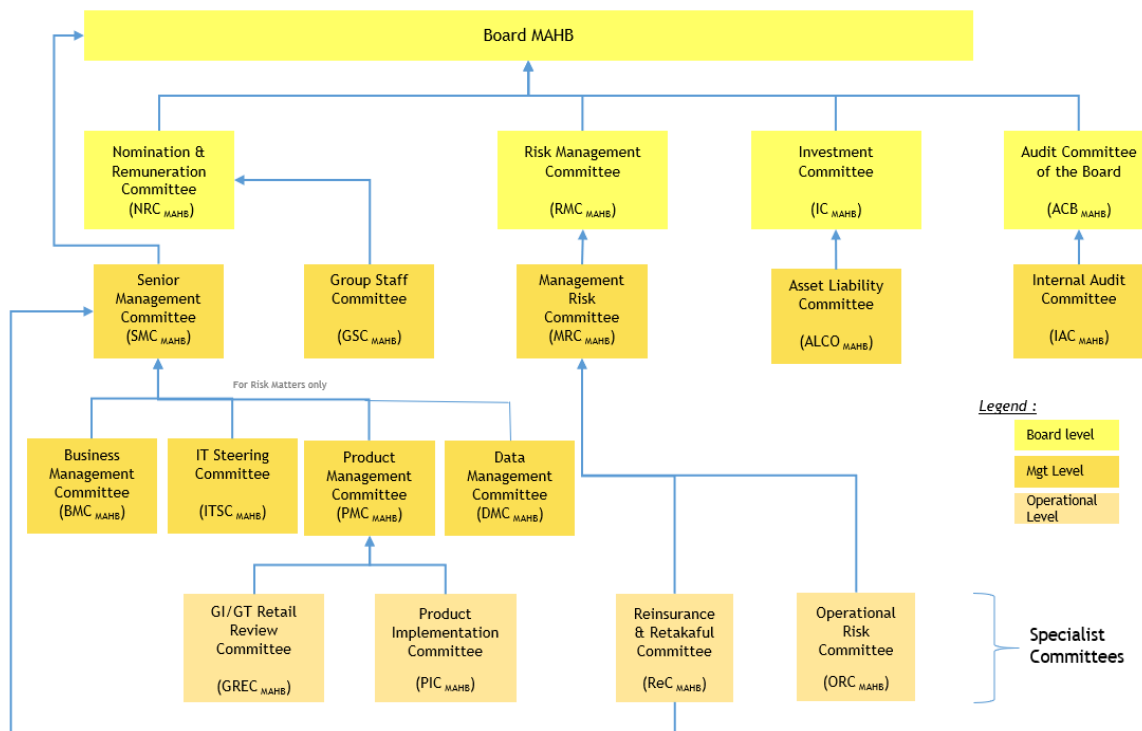 Board MAHB
Nomination &
Remuneration
Committee
(NRC MAHB)
Risk Management
Committee
(RMC MAHB)
Investment
Committee
(IC MAHB)
Audit Committee
of the Board
(ACB MAHB)
Senior
Management
Committee
(SMC MAHB)
Group Staff
Committee
(GSC MAHB)
Management
Risk
Committee
(MRC MAHB)
Asset Liability
Committee
(ALCO MAHB)
Internal Audit
Committee
(IAC MAHB)
For Risk Matters only
Legend :
Board level
Mgt Level
Operational
Level
Business
Management
Committee
(BMC MAHB)
IT Steering
Committee
(ITSC MAHB)
Product
Management
Committee
(PMC MAHB)
Data
Management
Committee
(DMC MAHB)
GI/GT Retail
Review
Committee
(GREC MAHB)
Product
Implementation
Committee
(PIC MAHB)
Reinsurance
& Retakaful
Committee
(ReC MAHB)
Operational
Risk
Committee
(ORC MAHB)
Specialist
Committees